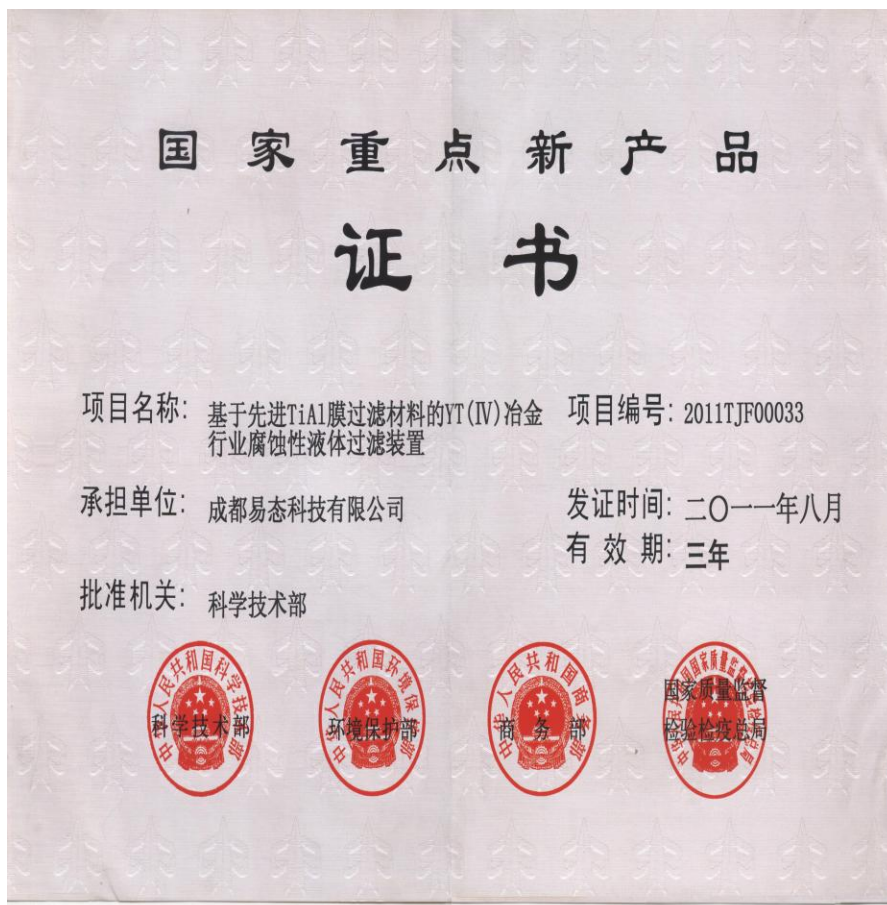 国家重点新产品
证书
项目名称：基于先进TiAl膜过滤材料的YT(Ⅳ)冶金
行业腐蚀性液体过滤装置
项目编号：2011TJF00033
承担单位：成都易态科技有限公司
发证时间：二〇一一年八月
有效期：三年
批准机关：科学技术部
中华人民共和国科学技术部
科学技术部
中华人民共和国环境保护部
环境保护部
中华人民共和国商务部
商务部
国家质量监督
检验检疫总局